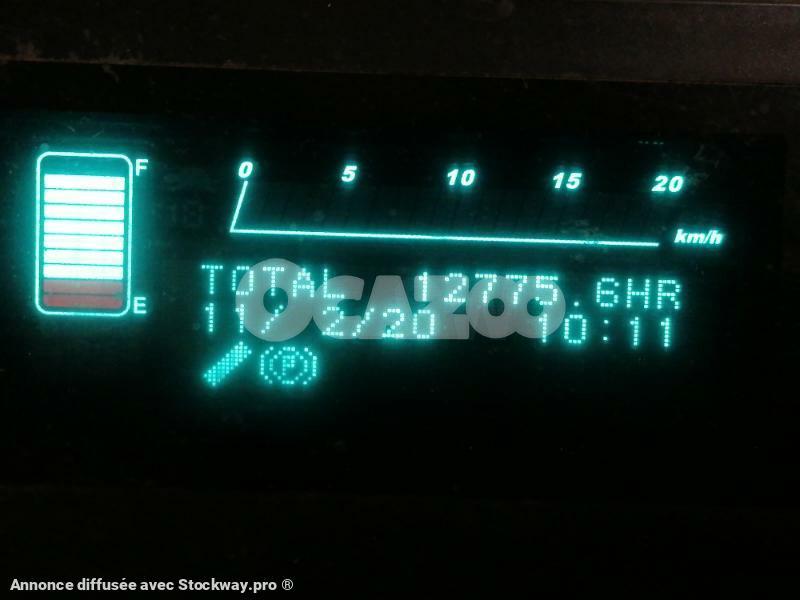 F
0 5 10 15 20
km/h
E
TOTAL 12775.6HR
11/ 2/20 10:11
P
OCAZOO
Annonce diffusée avec Stockway.pro ®